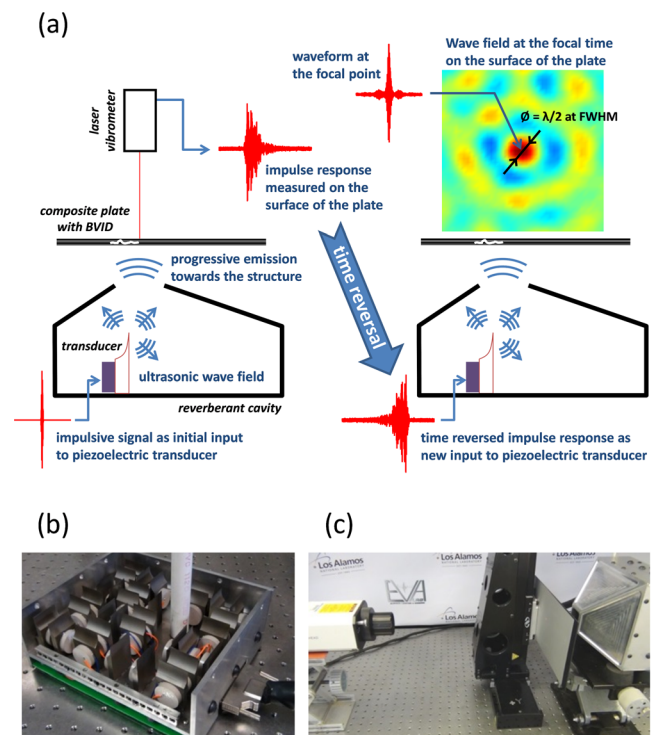 (a)
laser
vibrometer
impulse response
measured on the
surface of the plate
composite plate
with BVID
progressive emission
towards the structure
transducer
ultrasonic wave field
reverberant cavity
impulsive signal as initial input
to piezoelectric transducer
time reversal
waveform at
the focal point
Wave field at the focal time
on the surface of the plate
Ø = λ/2 at FWHM
time reversed impulse response as
new input to piezoelectric transducer
(b)
(c)
Los Alamos
NATIONAL LABORATORY
Los Alamos
Los Alamos